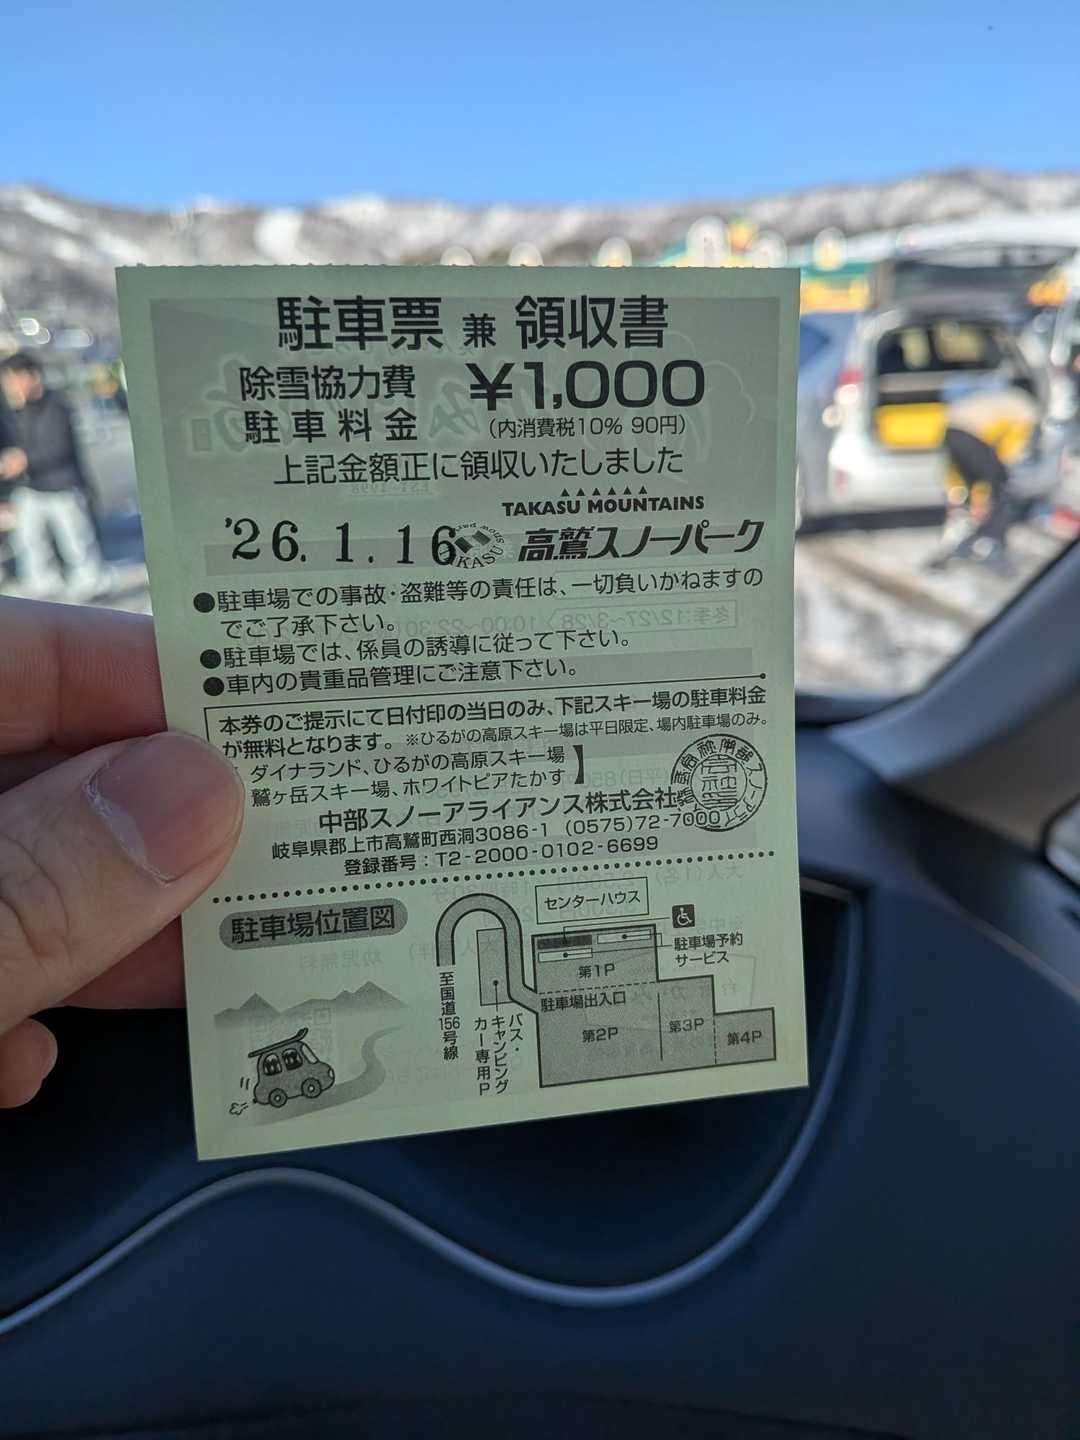 駐車票 兼 領収書
除雪協力費
駐車料金
¥1,000
(内消費税10% 90円)
上記金額正に領収いたしました
TAKASU MOUNTAINS
'26.1.16
高鷲スノーパーク
●駐車場での事故・盗難等の責任は、一切負いかねますの
でご了承下さい。
●駐車場では、係員の誘導に従って下さい。
●車内の貴重品管理にご注意下さい。
本券のご提示にて日付印の当日のみ、下記スキー場の駐車料金
が無料となります。 ※ひるがの高原スキー場は平日限定、場内駐車場のみ。
ダイナランド、ひるがの高原スキー場
鷲ヶ岳スキー場、ホワイトピアたかす】
中部スノーアライアンス株式会社
岐阜県郡上市高鷲町西洞3086-1 (0575)72-7000
登録番号：T2-2000-0102-6699
駐車場位置図
センターハウス
駐車場予約
サービス
第1P
駐車場出入口
第2P
第3P
第4P
至国道156号線
バス・
キャンピング
カー専用P